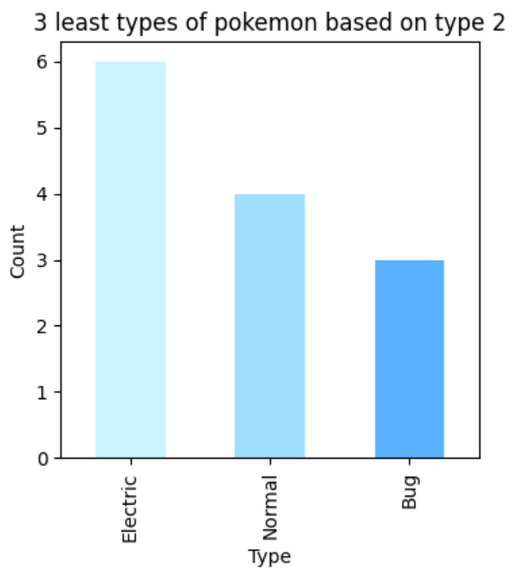 3 least types of pokemon based on type 2
6
5
4
3
2
1
0
Count
Electric
Normal
Bug
Type